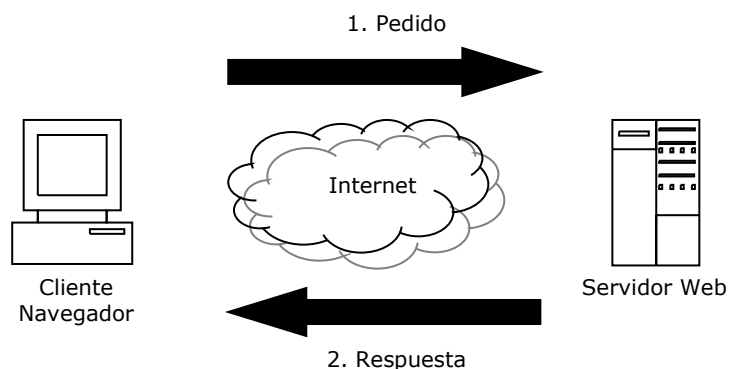 1. Pedido
Internet
Cliente
Navegador
Servidor Web
2. Respuesta